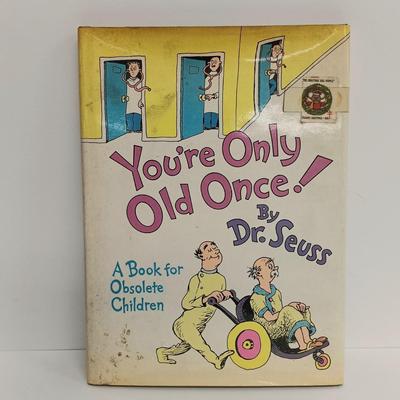 You're Only
Old Once!
By
Dr. Seuss
A Book for
Obsolete
Children